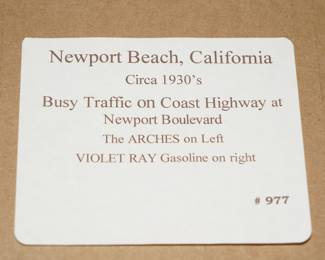 Newport Beach, California
Circa 1930's
Busy Traffic on Coast Highway at
Newport Boulevard
The ARCHES on Left
VIOLET RAY Gasoline on right
# 977